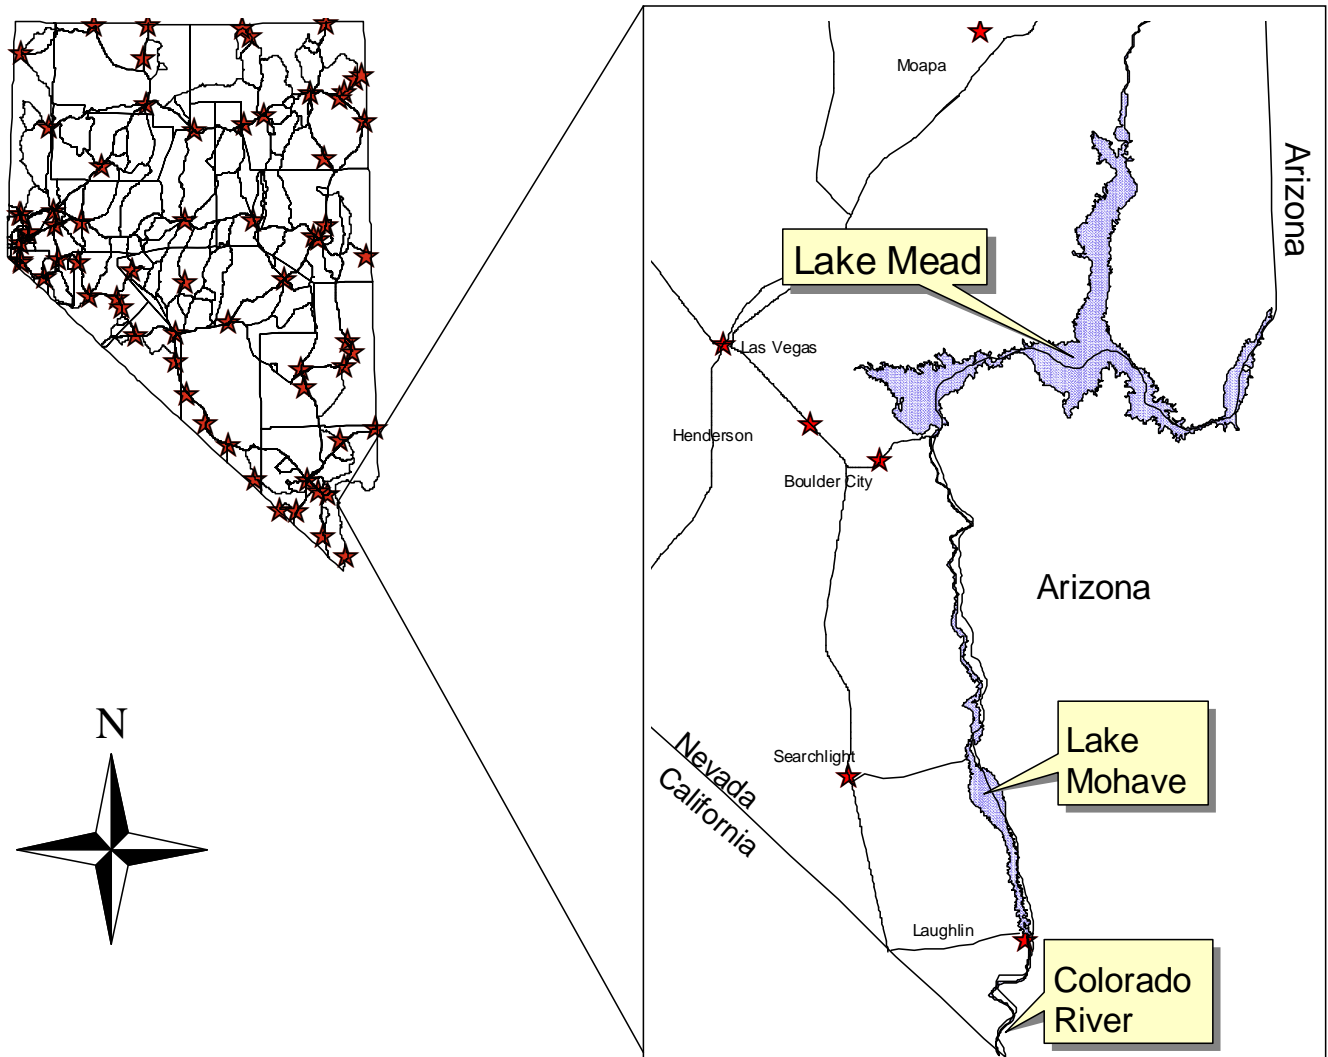 Moapa
Arizona
Lake Mead
Las Vegas
Henderson
Boulder City
Arizona
Lake
Mohave
N
Nevada
California
Searchlight
Laughlin
Colorado
River